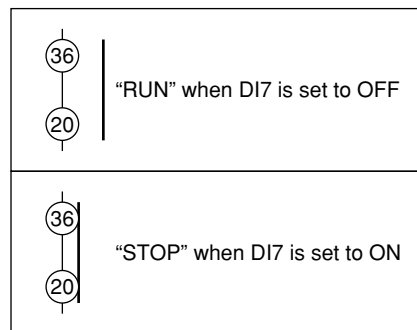 36
“RUN” when DI7 is set to OFF
20
36
“STOP” when DI7 is set to ON
20